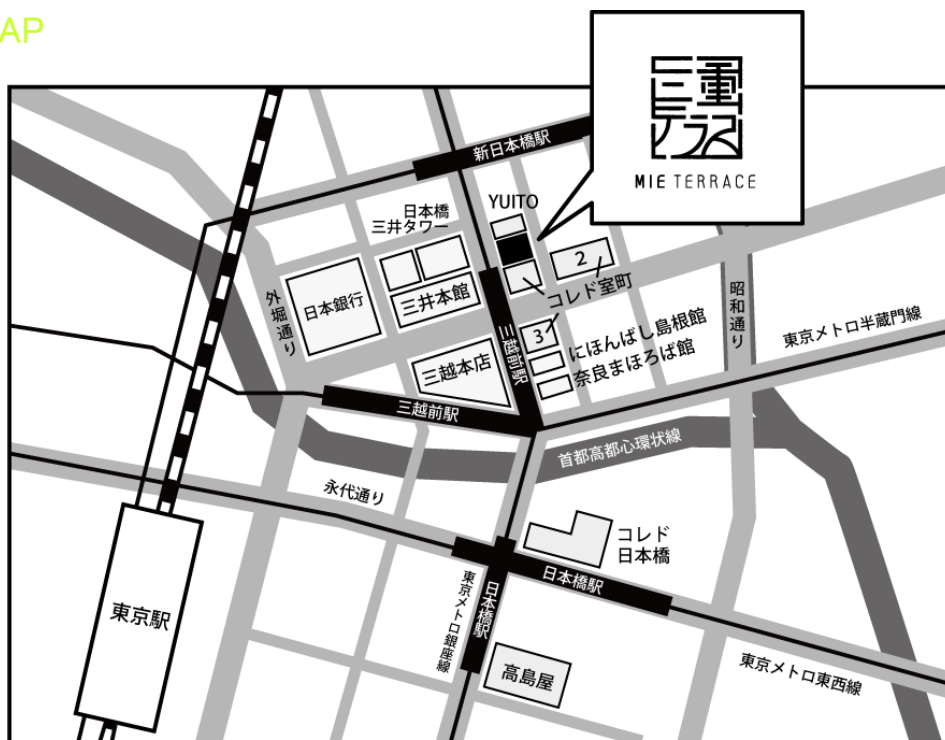 AP
三重
テラス
MIE TERRACE
新日本橋駅
YUITO
日本橋
三井タワー
2
コレド室町
日本銀行
三井本館
外堀通り
昭和通り
3
三越前駅
にほんばし島根館
奈良まほろば館
東京メトロ半蔵門線
三越本店
三越前駅
首都高都心環状線
永代通り
コレド
日本橋
日本橋駅
日本橋駅
東京メトロ銀座線
東京駅
高島屋
東京メトロ東西線